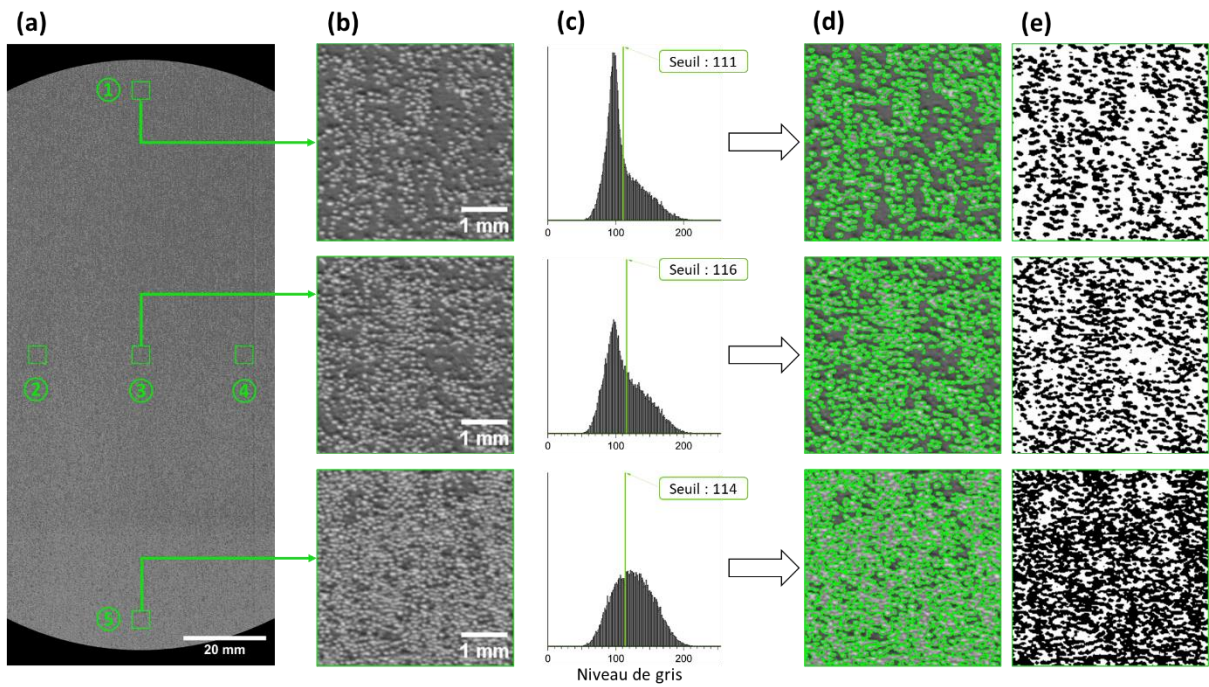 (a)
(b)
(c)
(d)
(e)
①
②
③
④
⑤
20 mm
1 mm
Seuil : 111
0
100
200
1 mm
Seuil : 116
0
100
200
1 mm
Seuil : 114
0
100
200
Niveau de gris